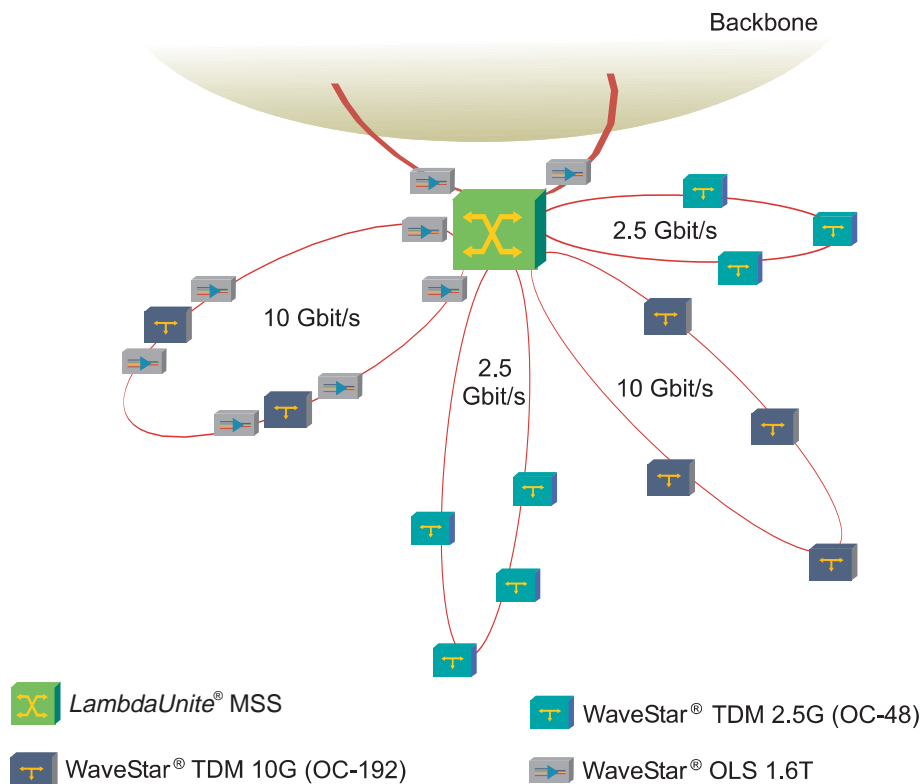 Backbone
2.5 Gbit/s
10 Gbit/s
2.5
Gbit/s
10 Gbit/s
LambdaUnite® MSS
WaveStar® TDM 2.5G (OC-48)
WaveStar® TDM 10G (OC-192)
WaveStar® OLS 1.6T